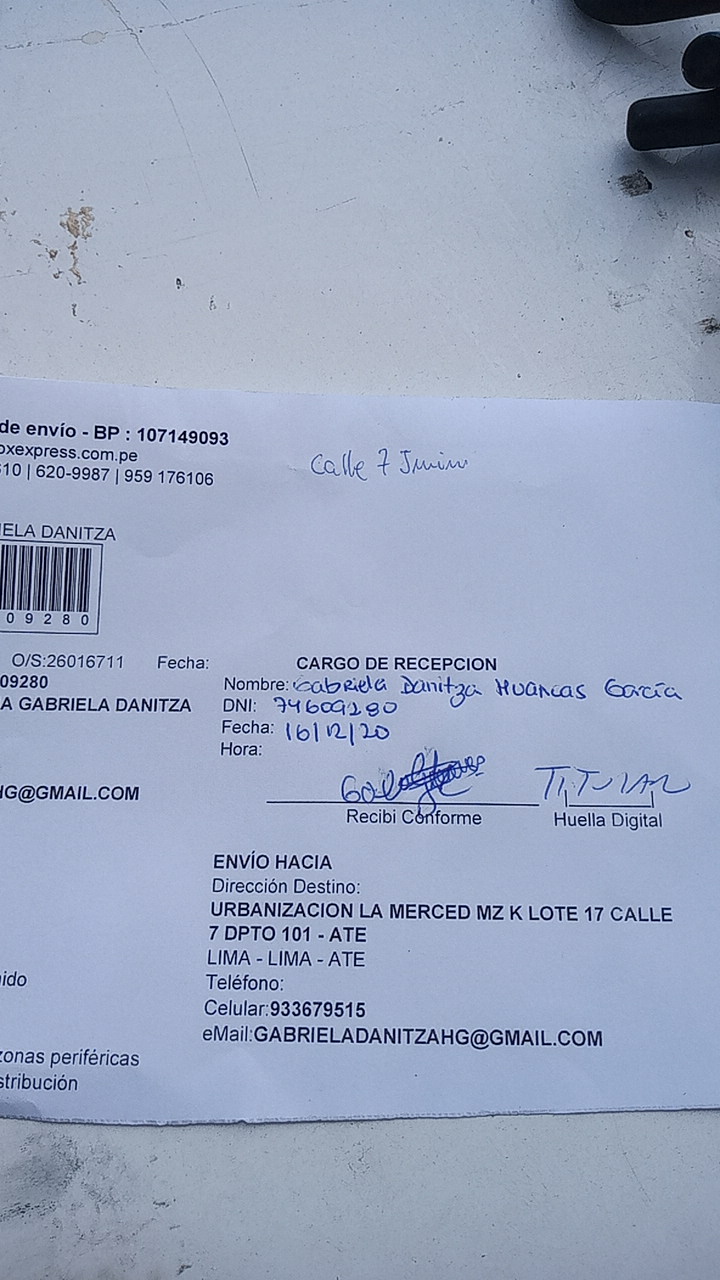 de envío - BP : 107149093
oxexpress.com.pe
610 | 620-9987 | 959 176106
Calle 7 Junin
IELA DANITZA
09280
O/S:26016711 Fecha:
09280
A GABRIELA DANITZA
HG@GMAIL.COM
CARGO DE RECEPCION
Nombre: Gabriela Danitza Huancas García
DNI: 74609280
Fecha: 16/12/20
Hora:
TITULAR
Recibi Conforme Huella Digital
ENVÍO HACIA
Dirección Destino:
URBANIZACION LA MERCED MZ K LOTE 17 CALLE
7 DPTO 101 - ATE
LIMA - LIMA - ATE
Teléfono:
Celular:933679515
eMail:GABRIELADANITZAHG@GMAIL.COM
nido
zonas periféricas
stribución